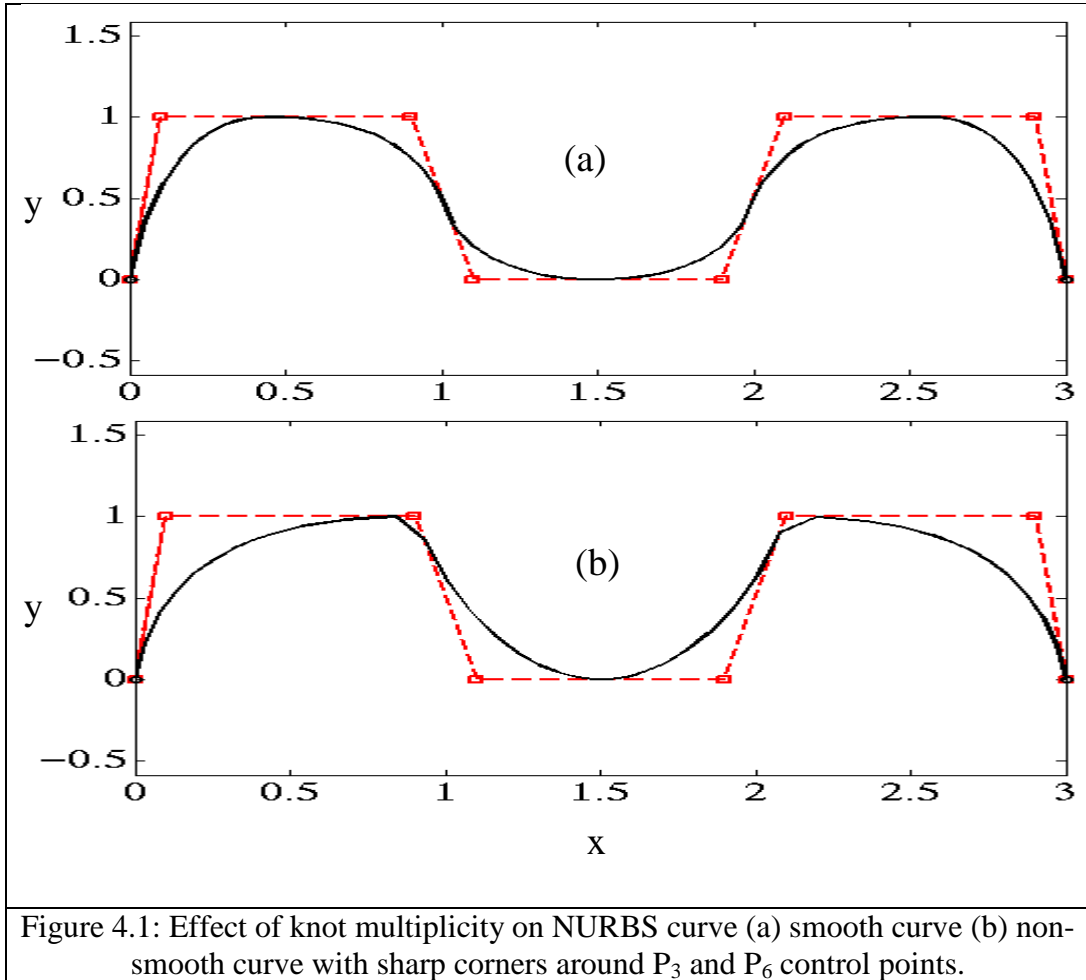 1.5
1
(a)
y 0.5
0
−0.5
0 0.5 1 1.5 2 2.5 3
1.5
1
(b)
0.5
y
0
−0.5
0 0.5 1 1.5 2 2.5 3
x
Figure 4.1: Effect of knot multiplicity on NURBS curve (a) smooth curve (b) non-
smooth curve with sharp corners around P₃ and P₆ control points.